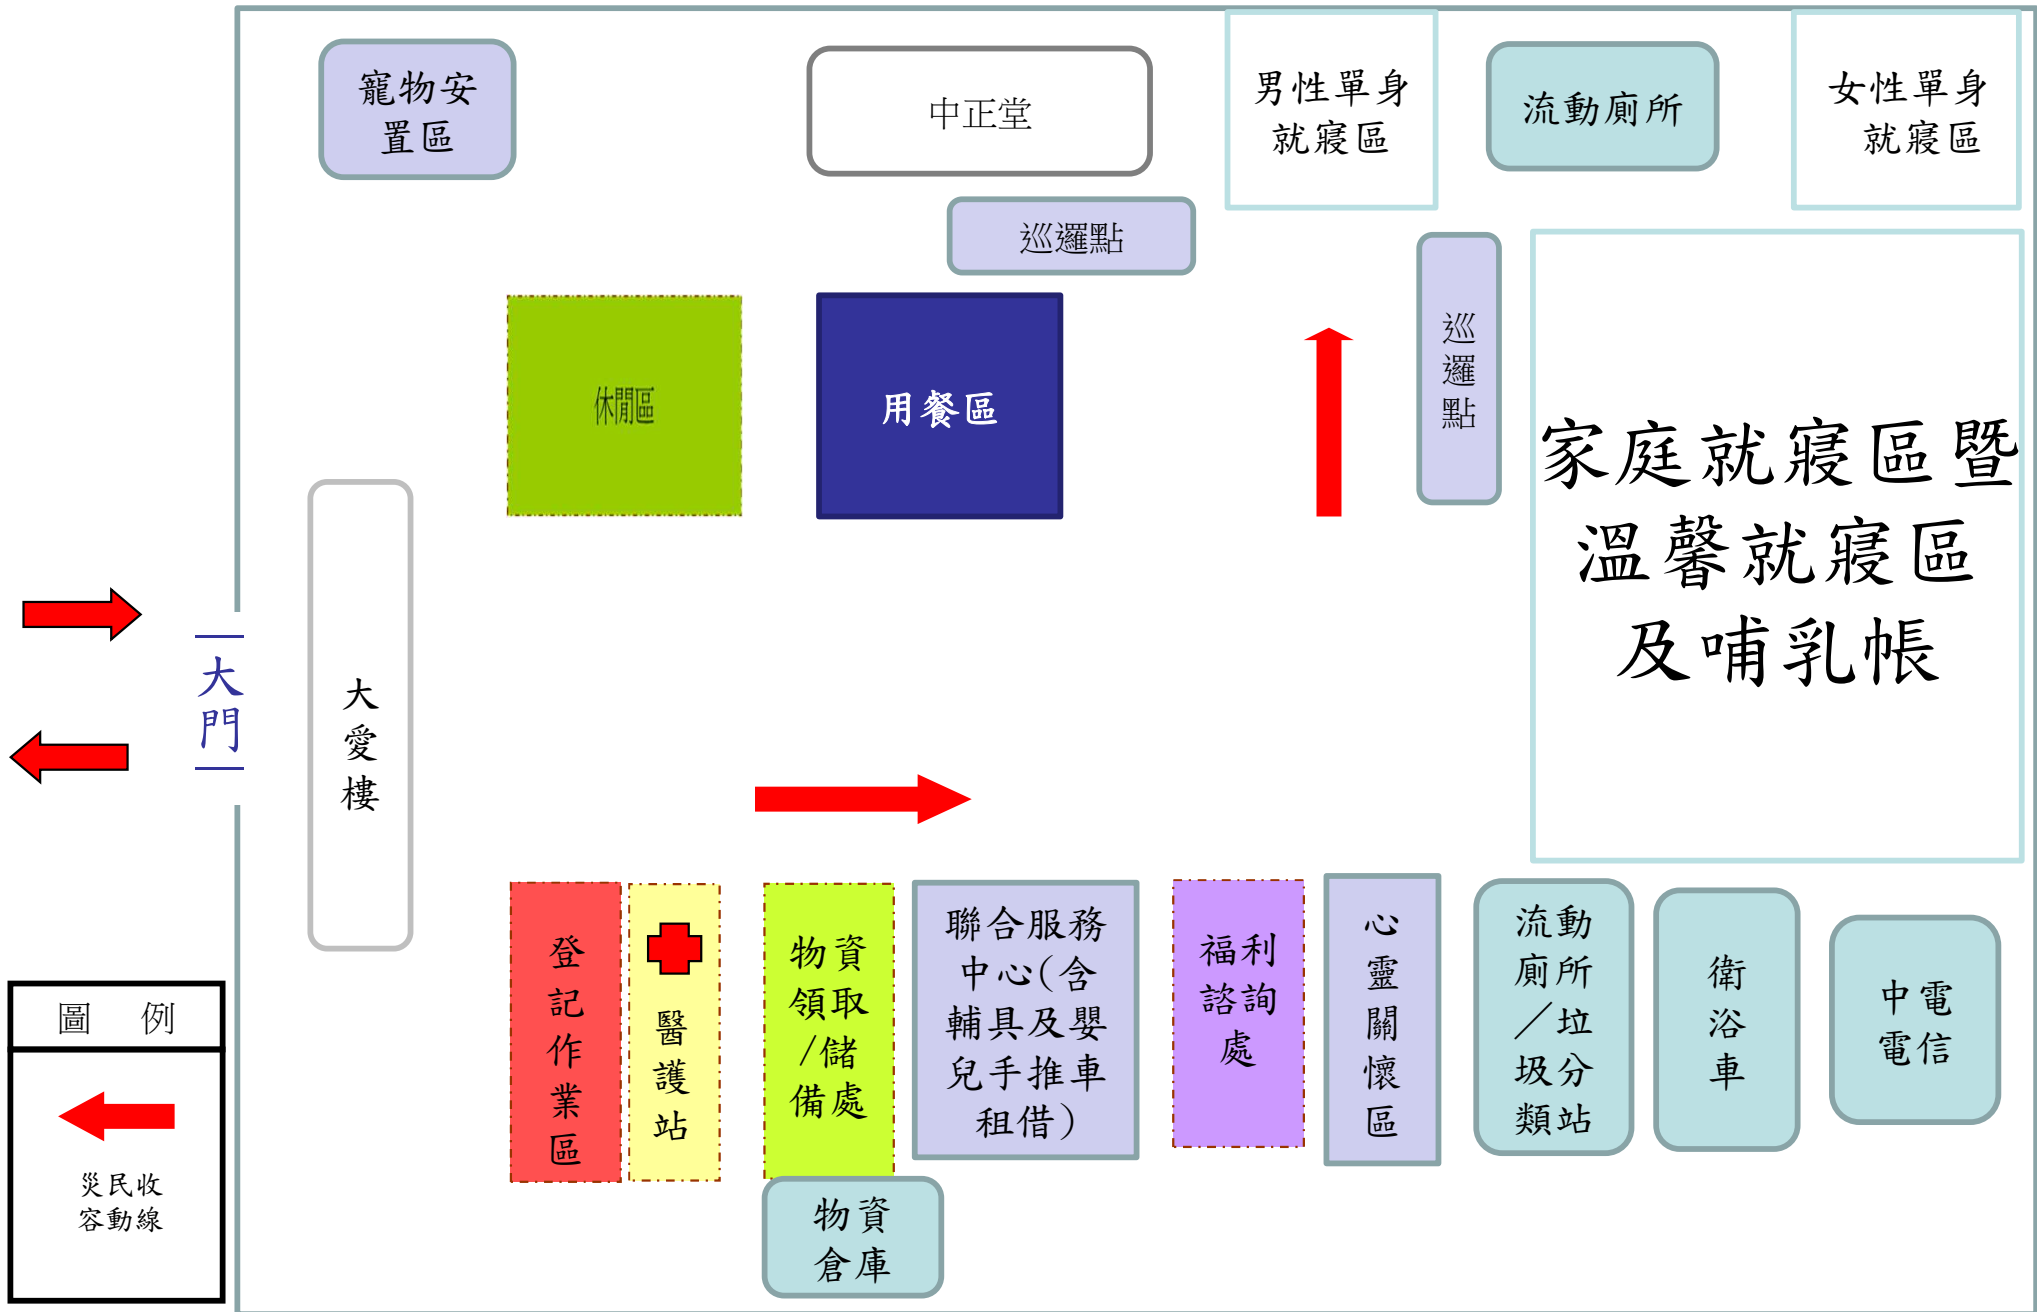 寵物安
置區
中正堂
男性單身
就寢區
流動廁所
女性單身
就寢區
巡邏點
休閒區
用餐區
巡
邏
點
家庭就寢區暨
溫馨就寢區
及哺乳帳
大
門
大
愛
樓
登
記
作
業
區
醫
護
站
物資
領取
/儲
備處
聯合服務
中心(含
輔具及嬰
兒手推車
租借)
福利
諮詢
處
心
靈
關
懷
區
流動
廁所
／垃
圾分
類站
衛
浴
車
中電
電信
物資
倉庫
圖 例
災民收
容動線